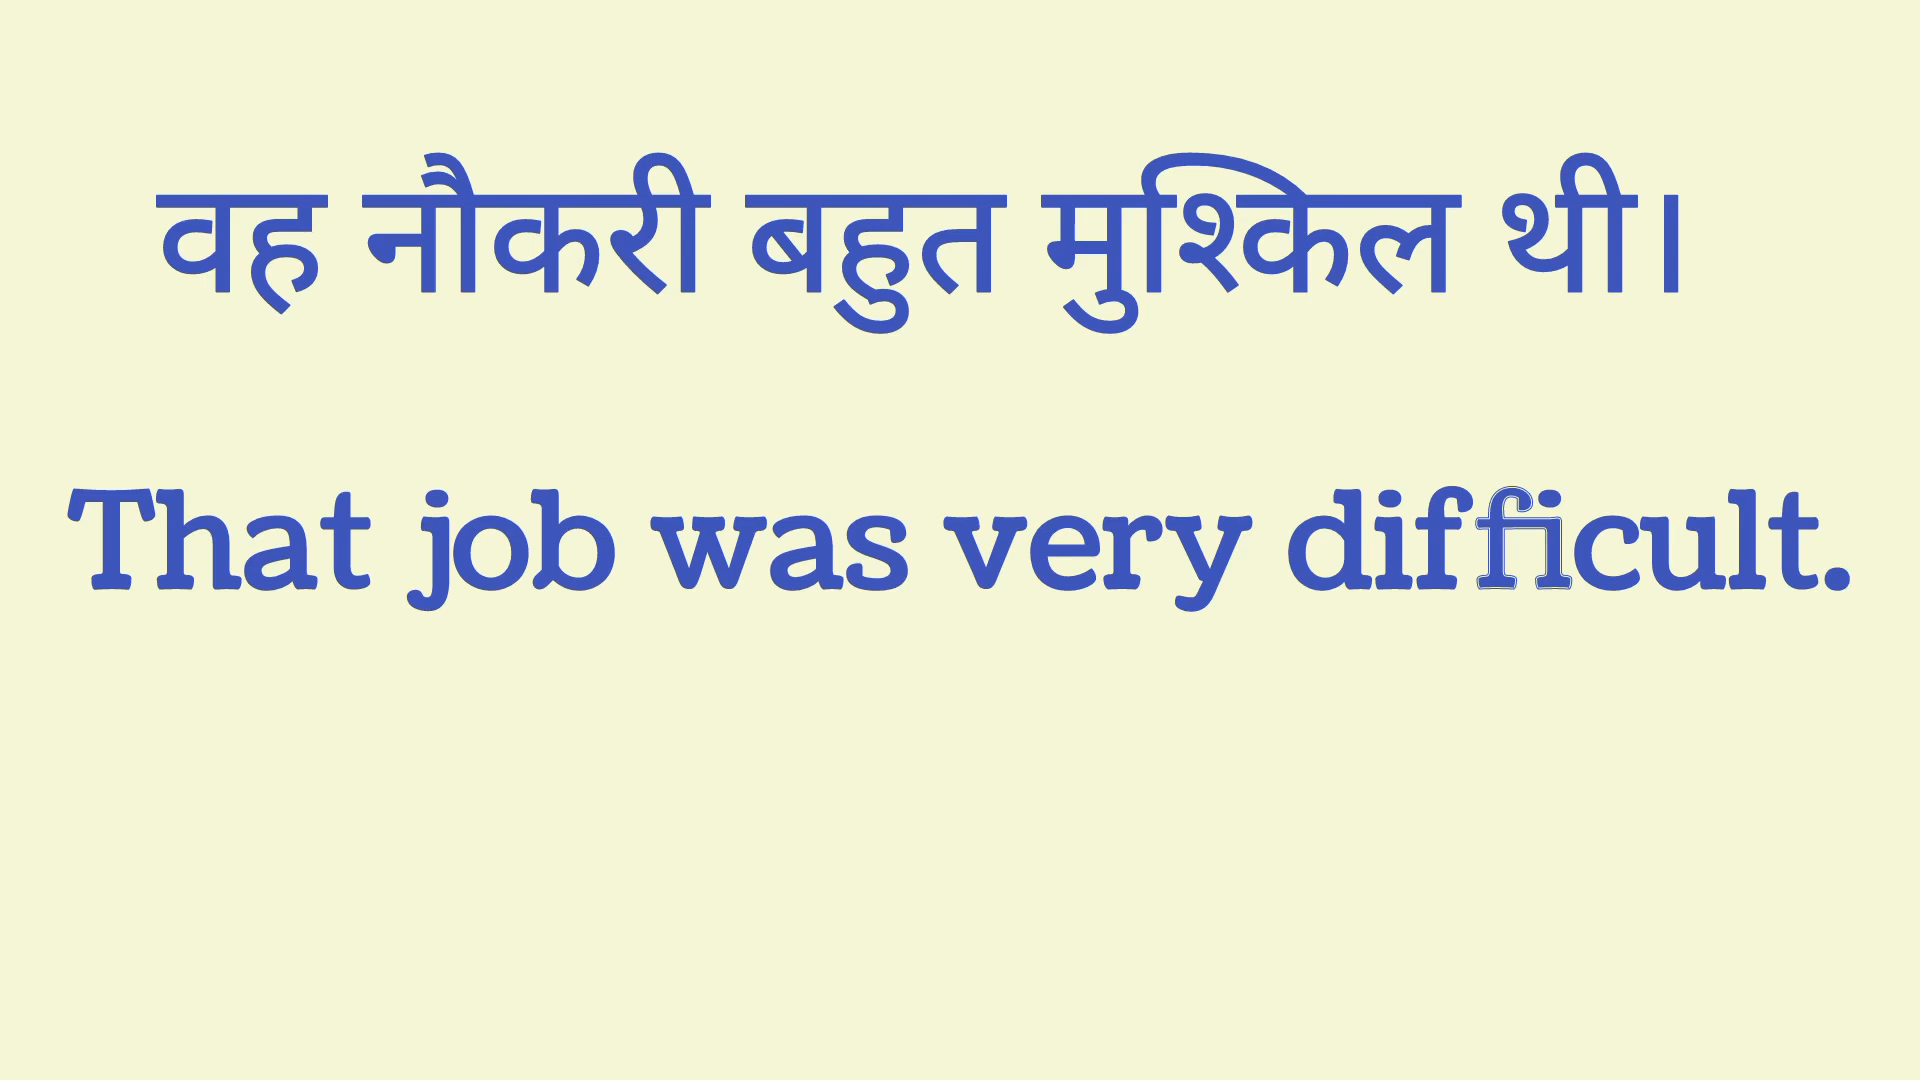 वह नौकरी बहुत मुश्किल थी।
That job was very difficult.